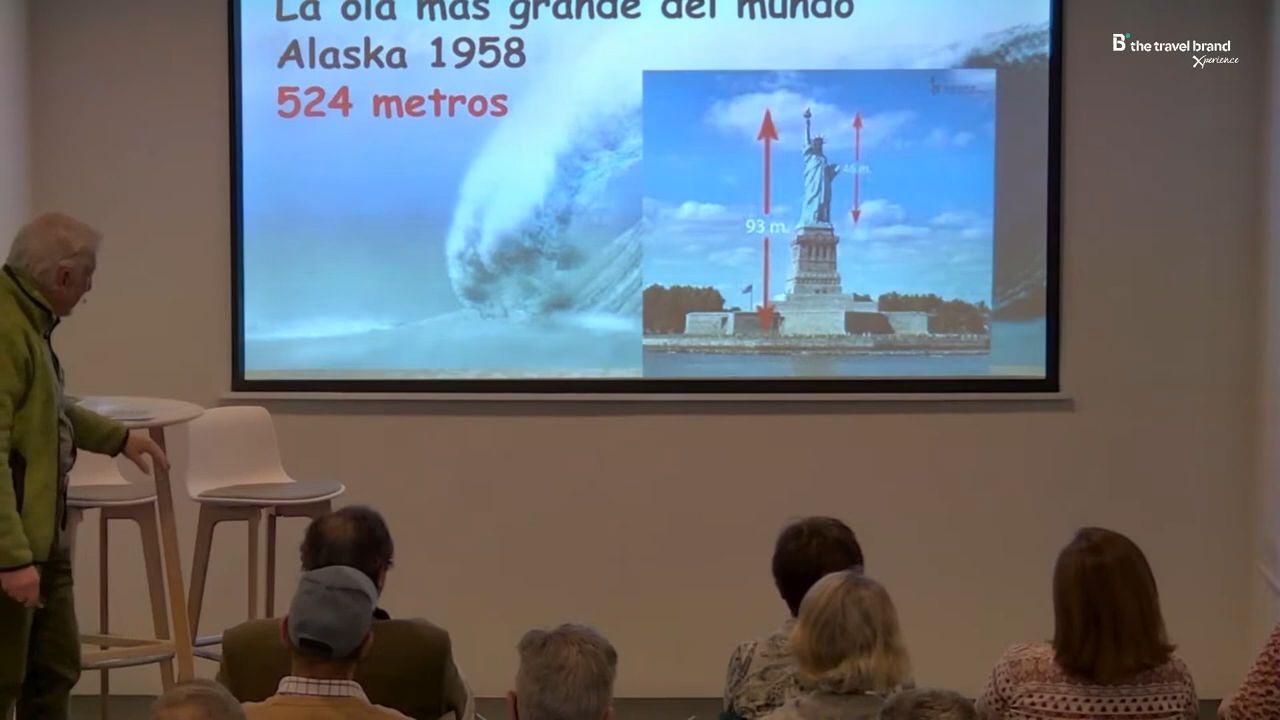 La ola más grande del mundo
Alaska 1958
524 metros
93 m.
46 m.
B the travel brand
Xperience